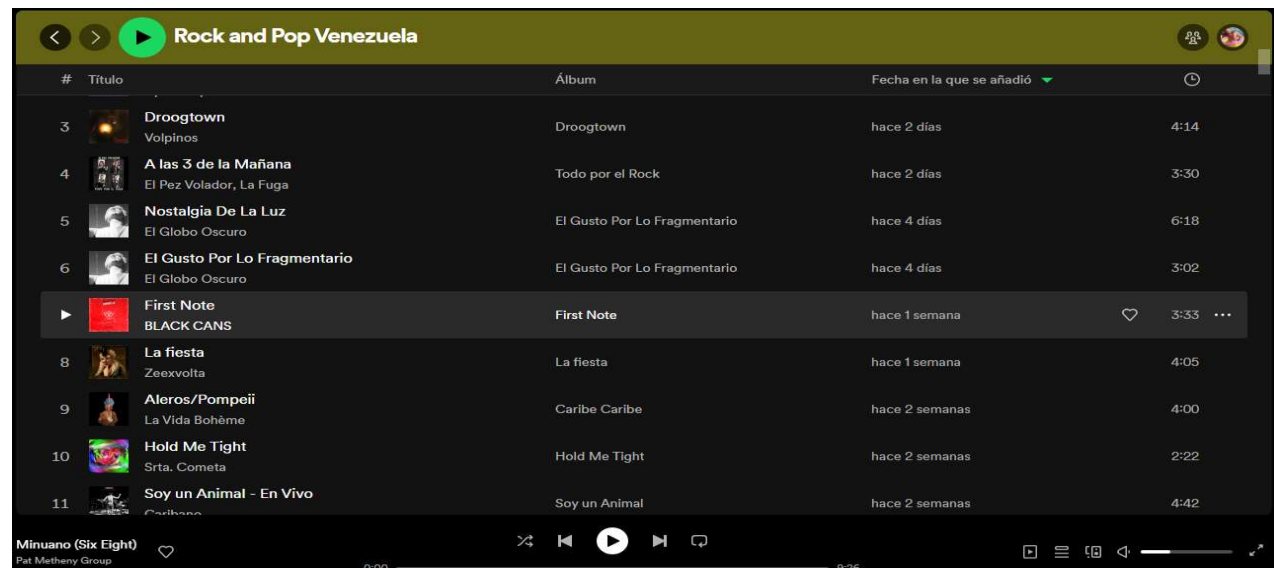 Rock and Pop Venezuela
# Título Álbum Fecha en la que se añadió
3 Droogtown Droogtown hace 2 días 4:14
Volpinos
4 A las 3 de la Mañana Todo por el Rock hace 2 días 3:30
El Pez Volador, La Fuga
5 Nostalgia De La Luz El Gusto Por Lo Fragmentario hace 4 días 6:18
El Globo Oscuro
6 El Gusto Por Lo Fragmentario El Gusto Por Lo Fragmentario hace 4 días 3:02
El Globo Oscuro
First Note First Note hace 1 semana 3:33
BLACK CANS
8 La fiesta La fiesta hace 1 semana 4:05
Zeexvolta
9 Aleros/Pompeii Caribe Caribe hace 2 semanas 4:00
La Vida Bohème
10 Hold Me Tight Hold Me Tight hace 2 semanas 2:22
Srta. Cometa
11 Soy un Animal - En Vivo Soy un Animal hace 2 semanas 4:42
Caribano
Minuano (Six Eight)
Pat Metheny Group
0:00 9:26